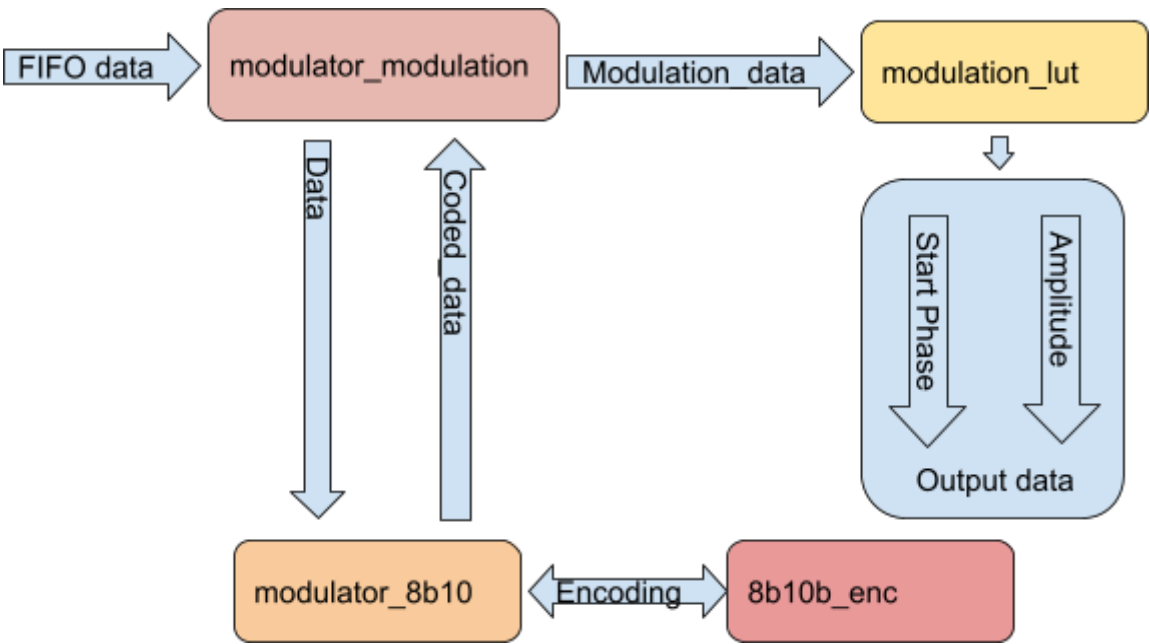 FIFO data
modulator_modulation
Modulation_data
modulation_lut
Data
Coded_data
Start Phase
Amplitude
Output data
modulator_8b10
Encoding
8b10b_enc